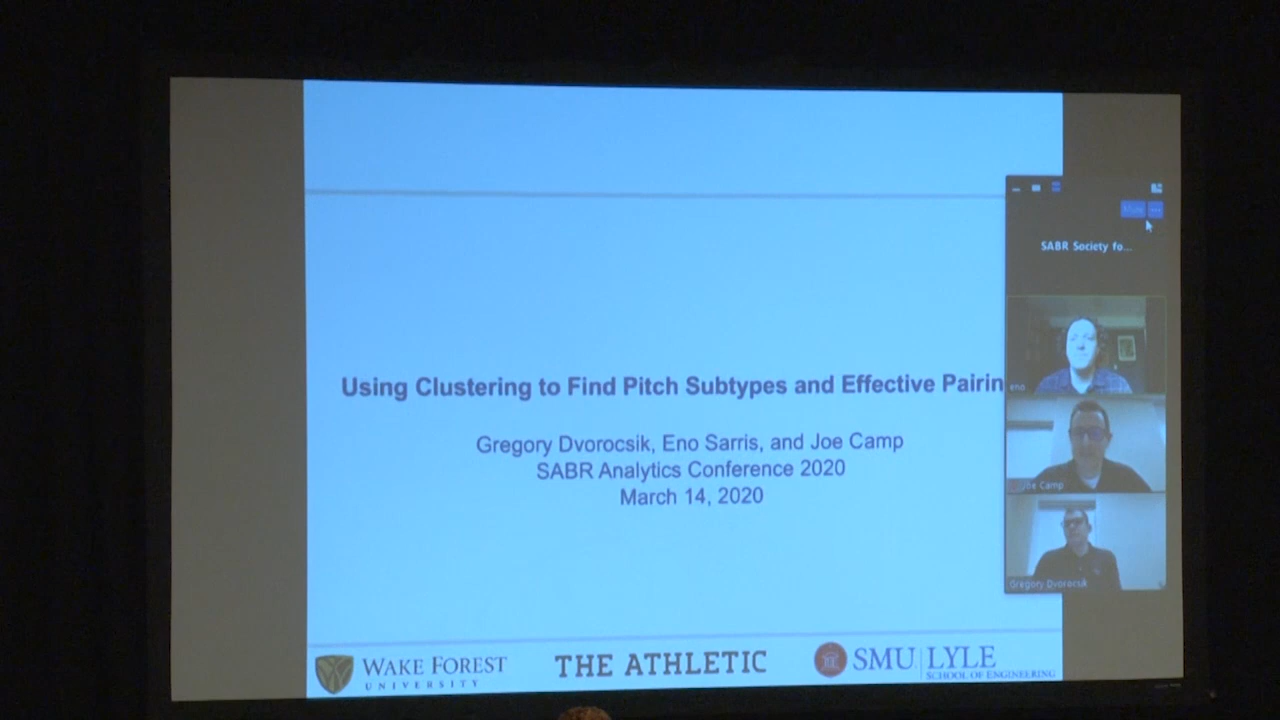 Using Clustering to Find Pitch Subtypes and Effective Pairin
Gregory Dvorocsik, Eno Sarris, and Joe Camp
SABR Analytics Conference 2020
March 14, 2020
WAKE FOREST
UNIVERSITY
THE ATHLETIC
SMU LYLE
SCHOOL OF ENGINEERING
Mute
SABR Society fo...
eno
Joe Camp
Gregory Dvorocsik